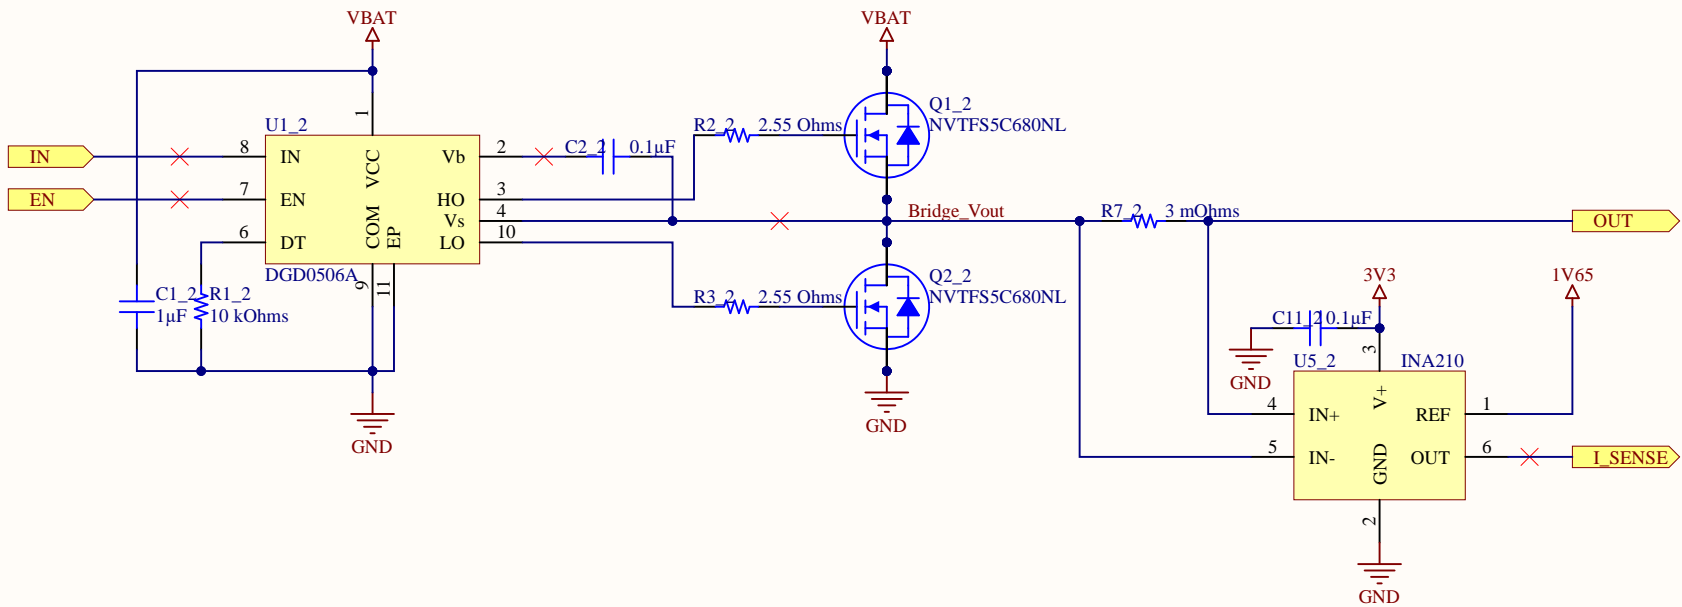 VBAT
VBAT
U1_2
IN
EN
8
7
6
IN
EN
DT
1
VCC
COM
EP
Vb
HO
Vs
LO
2
3
4
10
9
11
DGD0506A
C1_2
1µF
R1_2
10 kOhms
GND
C2_2 0.1µF
R2_2 2.55 Ohms
Q1_2
NVTFS5C680NL
Bridge_Vout
R3_2 2.55 Ohms
Q2_2
NVTFS5C680NL
GND
R7_2 3 mOhms
OUT
3V3
1V65
C11_2 0.1µF
GND
U5_2 INA210
3
V+
4 IN+
REF 1
5 IN-
OUT 6
GND
2
I_SENSE
GND